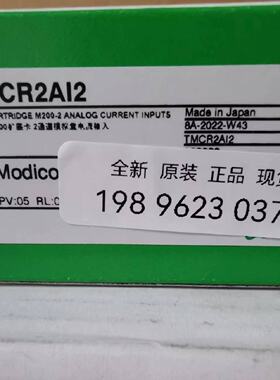 CR2AI2
RTRIDGE M200-2 ANALOG CURRENT INPUTS
00扩展卡 2通道模拟量电流输入
Made in Japan
8A-2022-W43
TMCR2AI2
Modico
PV:05 RL:0
全新 原装 正品 现
198 9623 037